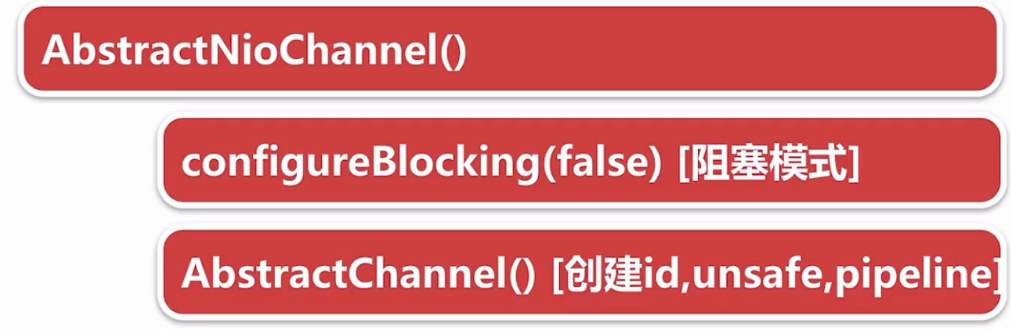 AbstractNioChannel()
configureBlocking(false) [阻塞模式]
AbstractChannel() [创建id,unsafe,pipeline]